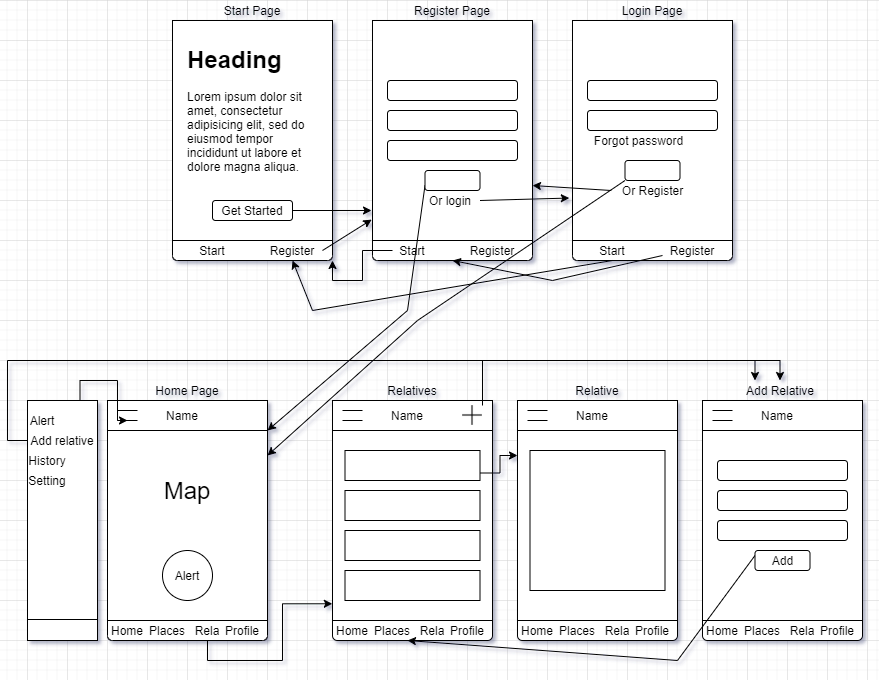 Start Page
Register Page
Login Page
Heading
Lorem ipsum dolor sit
amet, consectetur
adipisicing elit, sed do
eiusmod tempor
incididunt ut labore et
dolore magna aliqua.
Get Started
Start
Register
Or login
Start
Register
Forgot password
Or Register
Start
Register
Home Page
Relatives
Relative
Add Relative
Alert
Add relative
History
Setting
Name
Map
Alert
Home Places Rela Profile
Name
Home Places Rela Profile
Name
Home Places Rela Profile
Name
Add
Home Places Rela Profile